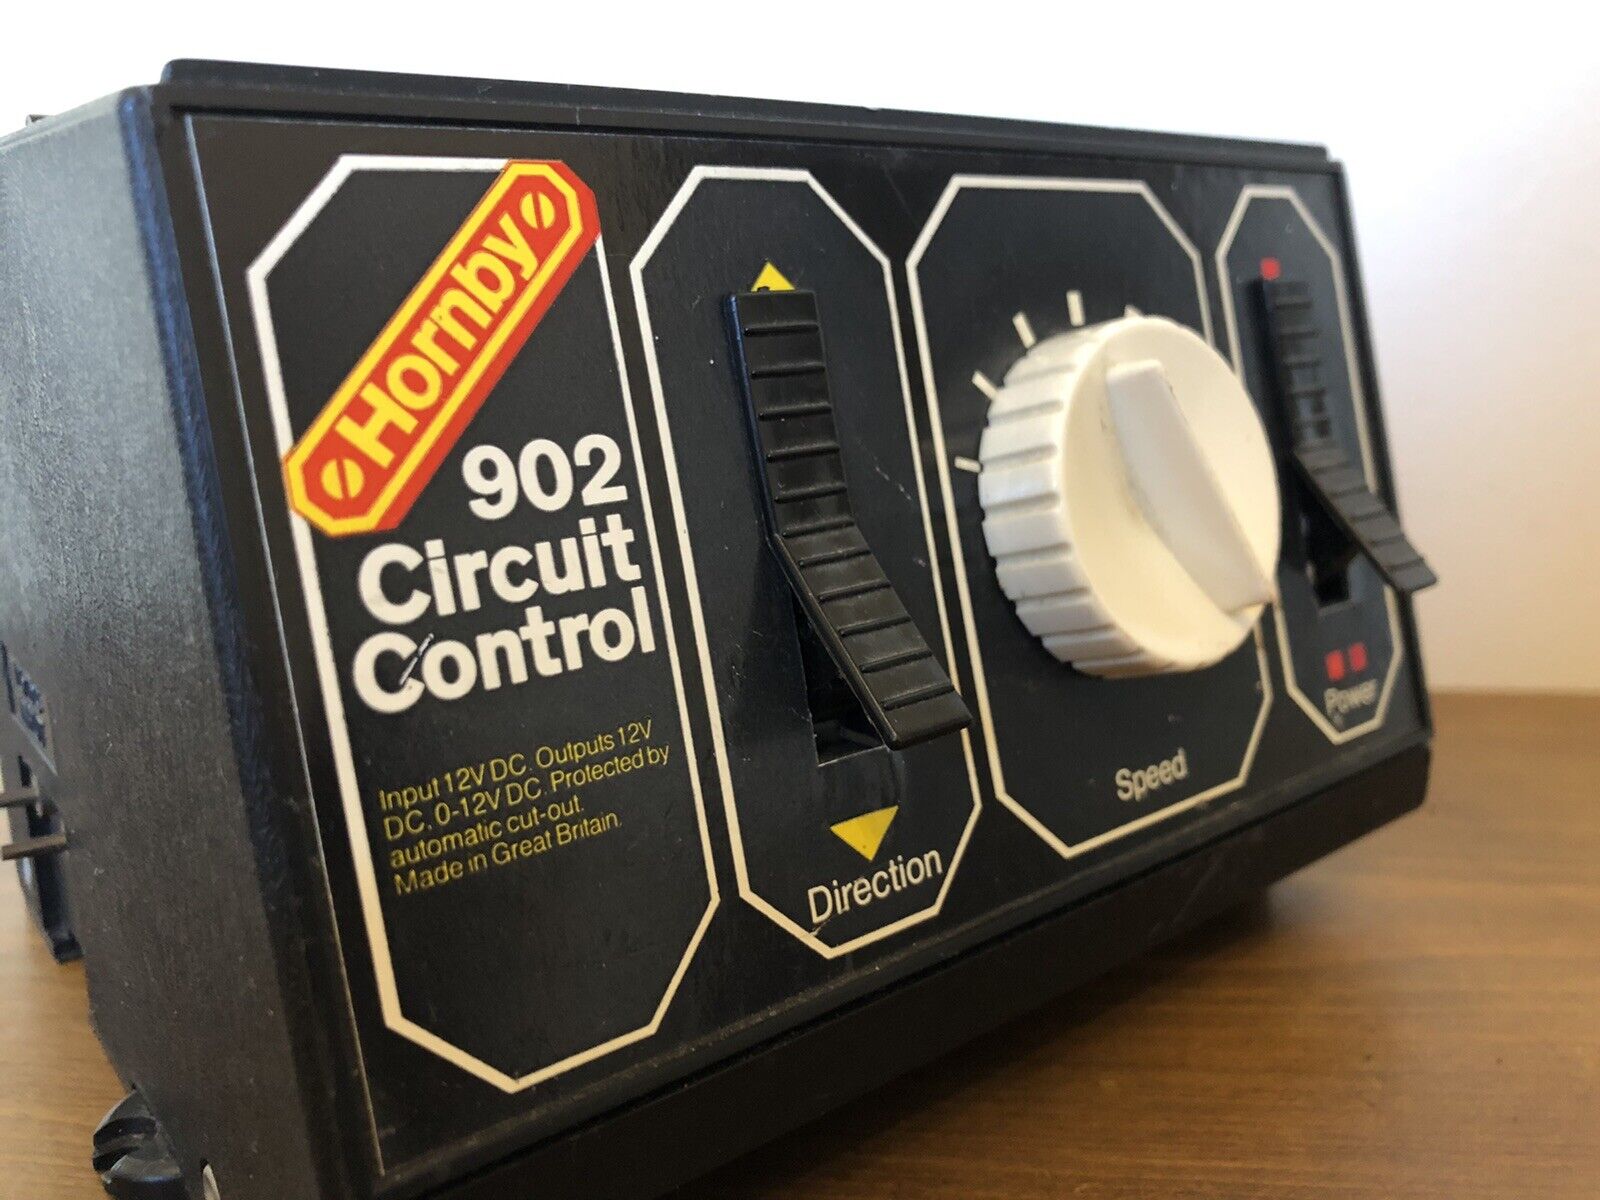 Hornby
902
Circuit
Control
Input 12V DC. Outputs 12V
DC. 0-12V DC. Protected by
automatic cut-out.
Made in Great Britain.
Direction
Speed
Power